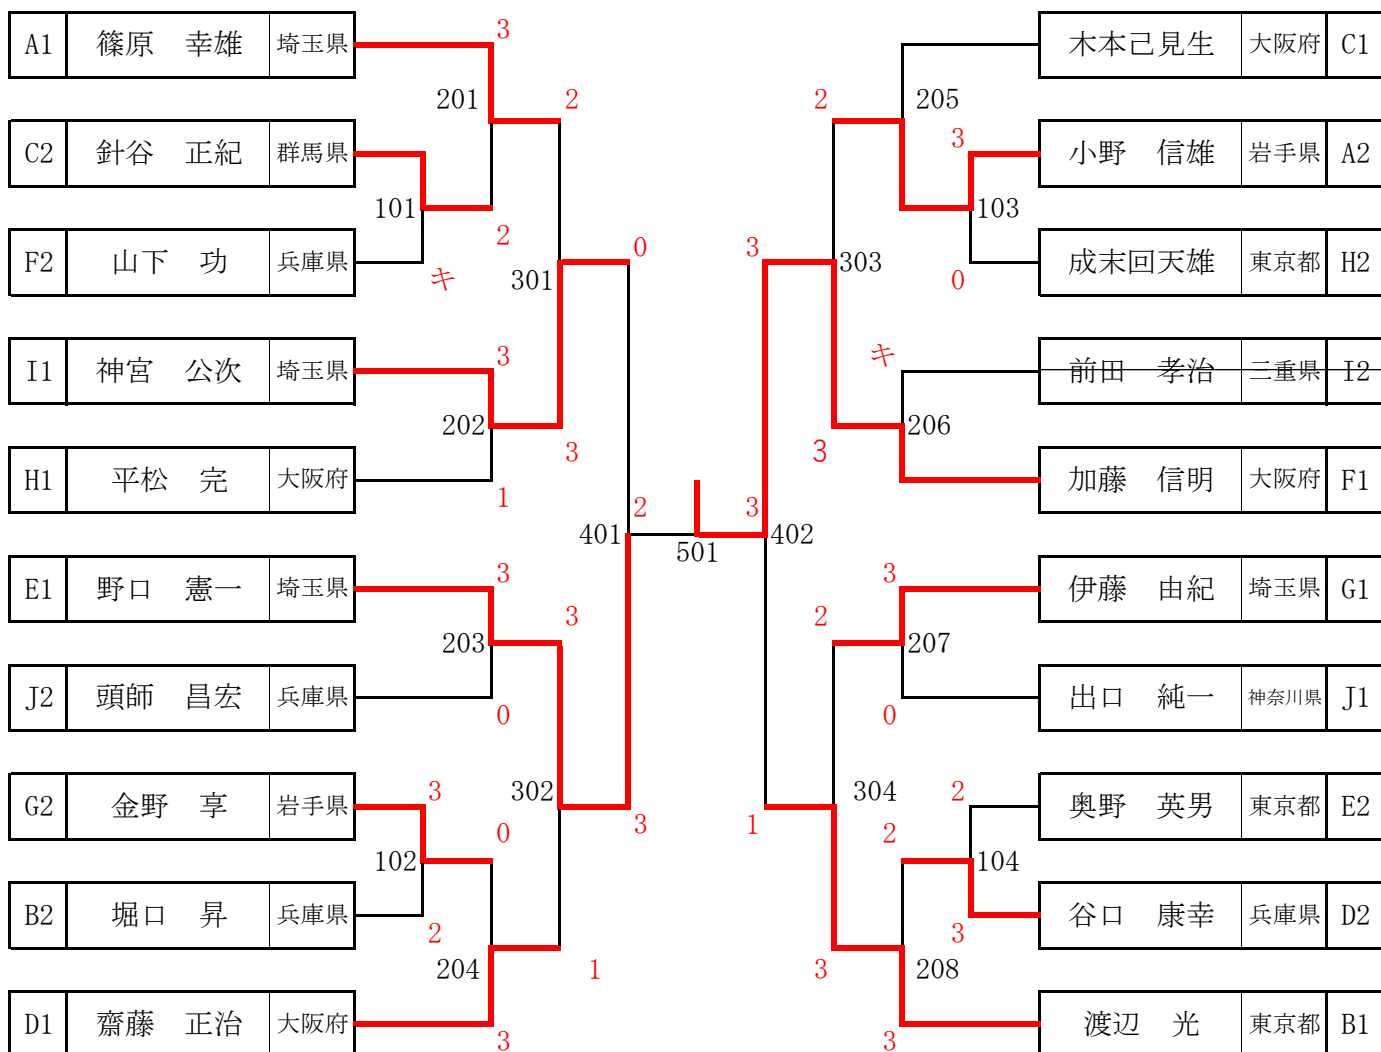 3
A1 篠原 幸雄 埼玉県 木本己見生 大阪府 C1
201 2 2 205
3
C2 針谷 正紀 群馬県 小野 信雄 岩手県 A2
101 103
2 0 3
F2 山下 功 兵庫県 301 303 成末回天雄 東京都 H2
キ 0
3 キ
I1 神宮 公次 埼玉県 前田 孝治 三重県 I2
202 206
3 3
H1 平松 完 大阪府 加藤 信明 大阪府 F1
1 2 3
401 402
501
3 3
E1 野口 憲一 埼玉県 伊藤 由紀 埼玉県 G1
3 2
203 207
J2 頭師 昌宏 兵庫県 出口 純一 神奈川県 J1
0 0
3 302 304 2
G2 金野 享 岩手県 奥野 英男 東京都 E2
0 3 1 2
102 104
B2 堀口 昇 兵庫県 谷口 康幸 兵庫県 D2
2 3
204 1 3 208
D1 齋藤 正治 大阪府 渡辺 光 東京都 B1
3 3